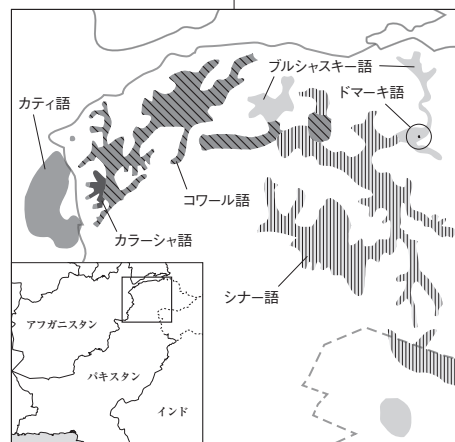 ブルシャスキー語
ドマーキ語
カティ語
コワール語
カラーシャ語
シナー語
アフガニスタン
パキスタン
インド